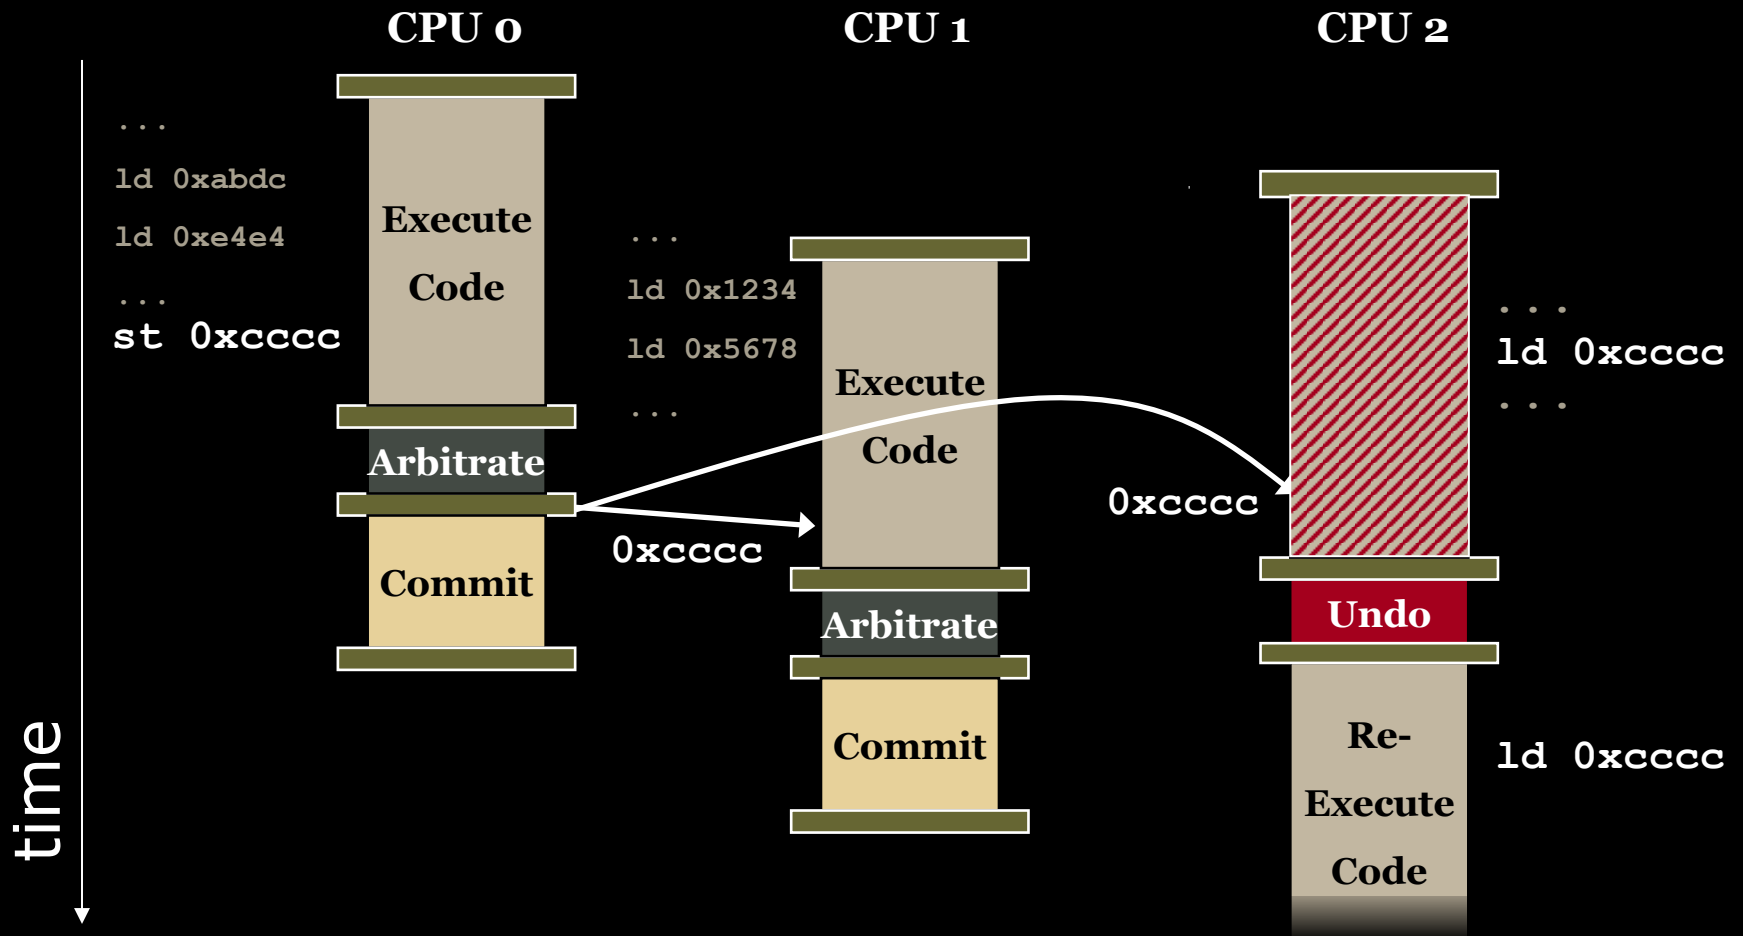 CPU 0
CPU 1
CPU 2
...
ld 0xabdc
ld 0xe4e4
...
st 0xcccc
Execute
Code
Arbitrate
Commit
...
ld 0x1234
ld 0x5678
...
Execute
Code
0xcccc
Arbitrate
Commit
0xcccc
...
ld 0xcccc
...
Undo
Re-
Execute
Code
ld 0xcccc
time